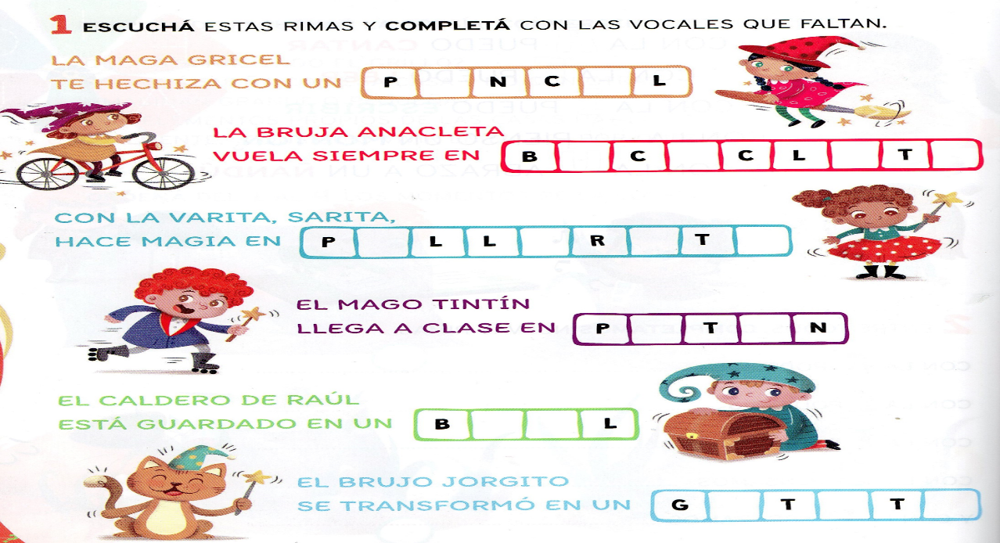 1 ESCUCHÁ ESTAS RIMAS Y COMPLETÁ CON LAS VOCALES QUE FALTAN.
LA MAGA GRICEL
TE HECHIZA CON UN P N C L
LA BRUJA ANACLETA
VUELA SIEMPRE EN B C C L T
CON LA VARITA, SARITA,
HACE MAGIA EN P L L R T
EL MAGO TINTÍN
LLEGA A CLASE EN P T N
EL CALDERO DE RAÚL
ESTÁ GUARDADO EN UN B L
EL BRUJO JORGITO
SE TRANSFORMÓ EN UN G T T